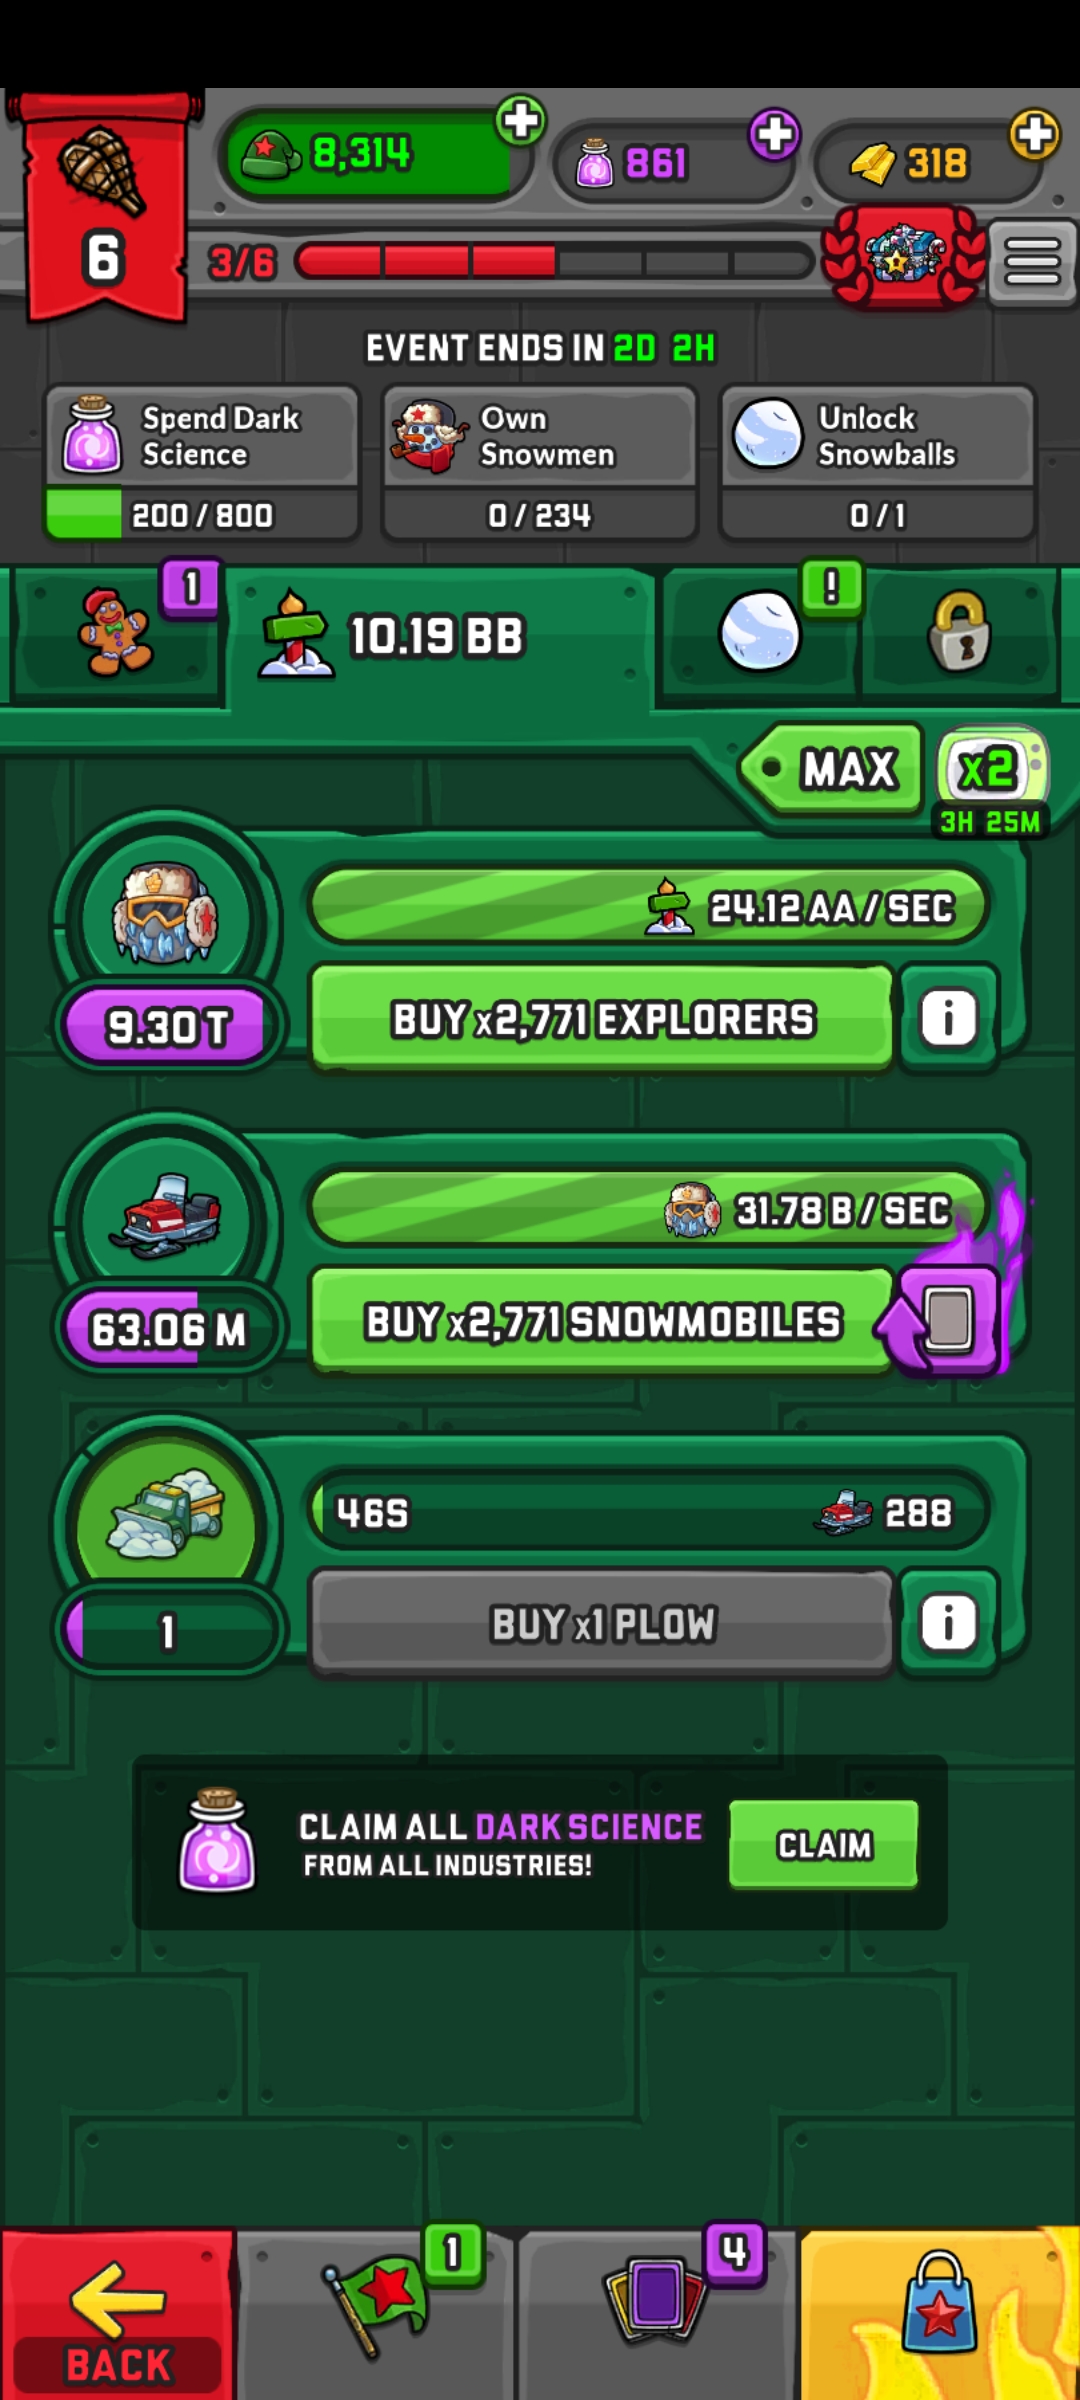 8,314
861
318
6
3/6
EVENT ENDS IN 2D 2H
Spend Dark
Science
200 / 800
Own
Snowmen
0 / 234
Unlock
Snowballs
0 / 1
1
10.19 BB
!
MAX
x2
3H 25M
24.12 AA / SEC
9.30 T
BUY x2,771 EXPLORERS
i
31.78 B / SEC
63.06 M
BUY x2,771 SNOWMOBILES
46S
288
1
BUY x1 PLOW
i
CLAIM ALL DARK SCIENCE
FROM ALL INDUSTRIES!
CLAIM
BACK
1
4